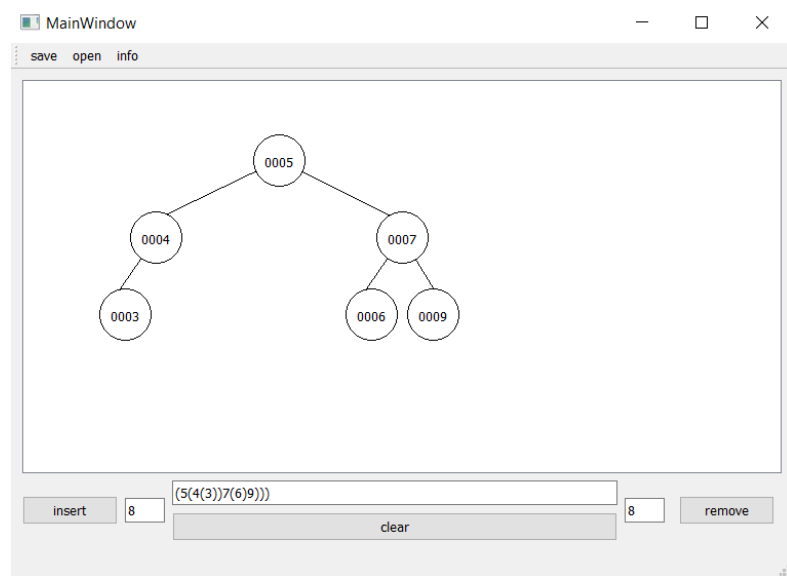 MainWindow
save open info
0005
0004 0007
0003 0006 0009
(5(4(3))7(6)9)))
insert 8 8 remove
clear